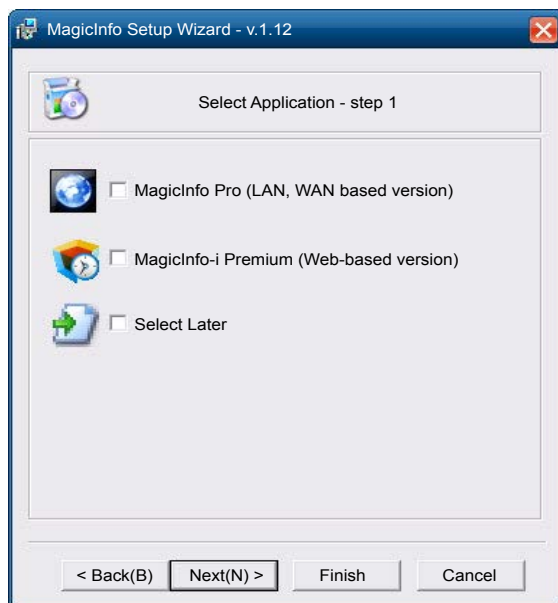 MagicInfo Setup Wizard - v.1.12
Select Application - step 1
MagicInfo Pro (LAN, WAN based version)
MagicInfo-i Premium (Web-based version)
Select Later
< Back(B) Next(N) > Finish Cancel